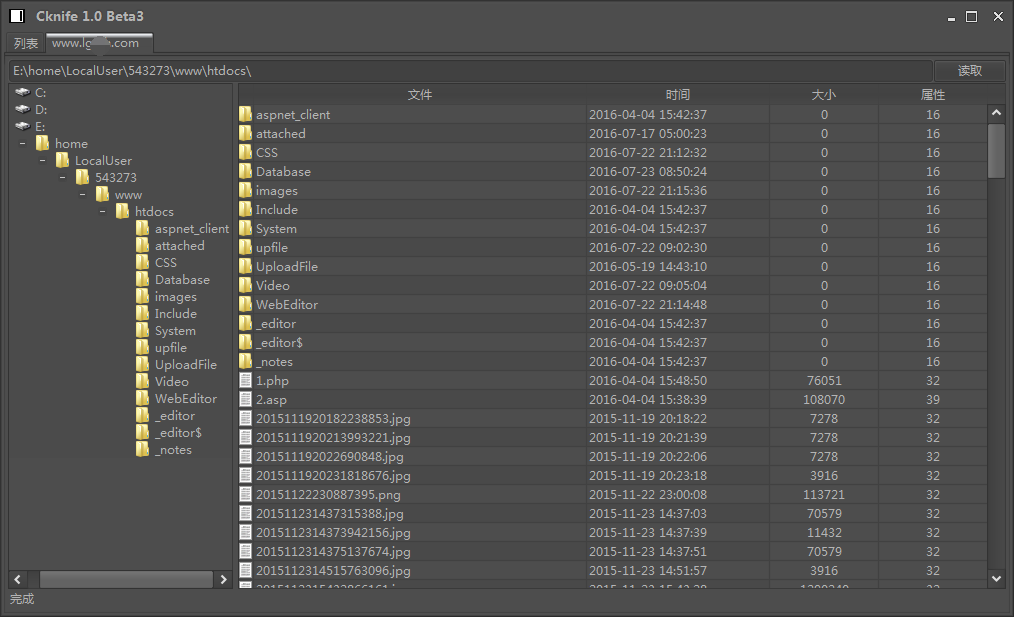 Cknife 1.0 Beta3
列表 www.lg .com
E:\home\LocalUser\543273\www\htdocs\ 读取
C:
D:
E:
home
LocalUser
543273
www
htdocs
aspnet_client
attached
CSS
Database
images
Include
System
upfile
UploadFile
Video
WebEditor
_editor
_editor$
_notes
文件 时间 大小 属性
aspnet_client 2016-04-04 15:42:37 0 16
attached 2016-07-17 05:00:23 0 16
CSS 2016-07-22 21:12:32 0 16
Database 2016-07-23 08:50:24 0 16
images 2016-07-22 21:15:36 0 16
Include 2016-04-04 15:42:37 0 16
System 2016-04-04 15:42:37 0 16
upfile 2016-07-22 09:02:30 0 16
UploadFile 2016-05-19 14:43:10 0 16
Video 2016-07-22 09:05:04 0 16
WebEditor 2016-07-22 21:14:48 0 16
_editor 2016-04-04 15:42:37 0 16
_editor$ 2016-04-04 15:42:37 0 16
_notes 2016-04-04 15:42:37 0 16
1.php 2016-04-04 15:48:50 76051 32
2.asp 2016-04-04 15:38:39 108070 39
2015111920182238853.jpg 2015-11-19 20:18:22 7278 32
2015111920213993221.jpg 2015-11-19 20:21:39 7278 32
201511192022690848.jpg 2015-11-19 20:22:06 7278 32
2015111920231818676.jpg 2015-11-19 20:23:18 3916 32
20151122230887395.png 2015-11-22 23:00:08 113721 32
201511231437315388.jpg 2015-11-23 14:37:03 70579 32
2015112314373942156.jpg 2015-11-23 14:37:39 11432 32
2015112314375137674.jpg 2015-11-23 14:37:51 70579 32
2015112314515763096.jpg 2015-11-23 14:51:57 3916 32
完成